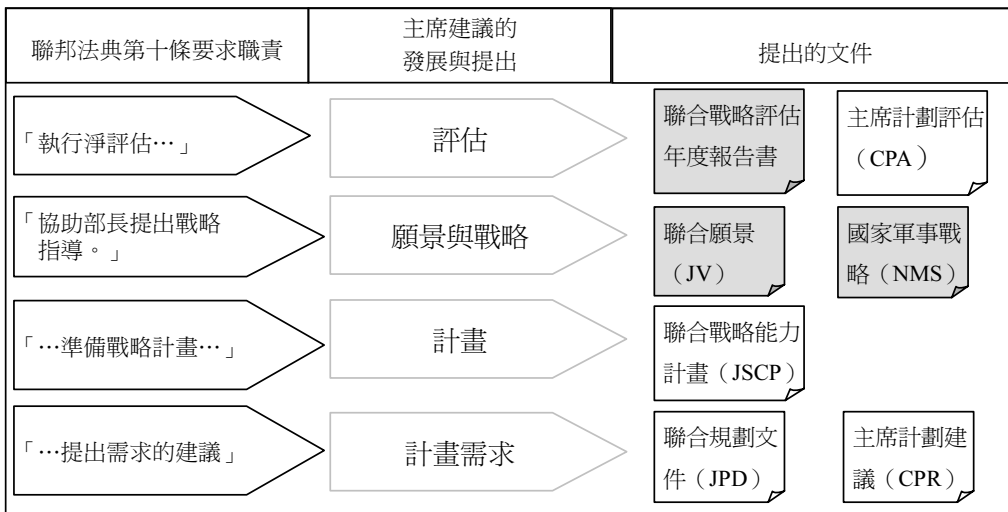 聯邦法典第十條要求職責
主席建議的
發展與提出
提出的文件
「執行淨評估…」
評估
聯合戰略評估
年度報告書
主席計劃評估
（CPA）
「協助部長提出戰略
指導。」
願景與戰略
聯合願景
（JV）
國家軍事戰
略（NMS）
「…準備戰略計畫…」
計畫
聯合戰略能力
計畫（JSCP）
「…提出需求的建議」
計畫需求
聯合規劃文
件（JPD）
主席計劃建
議（CPR）